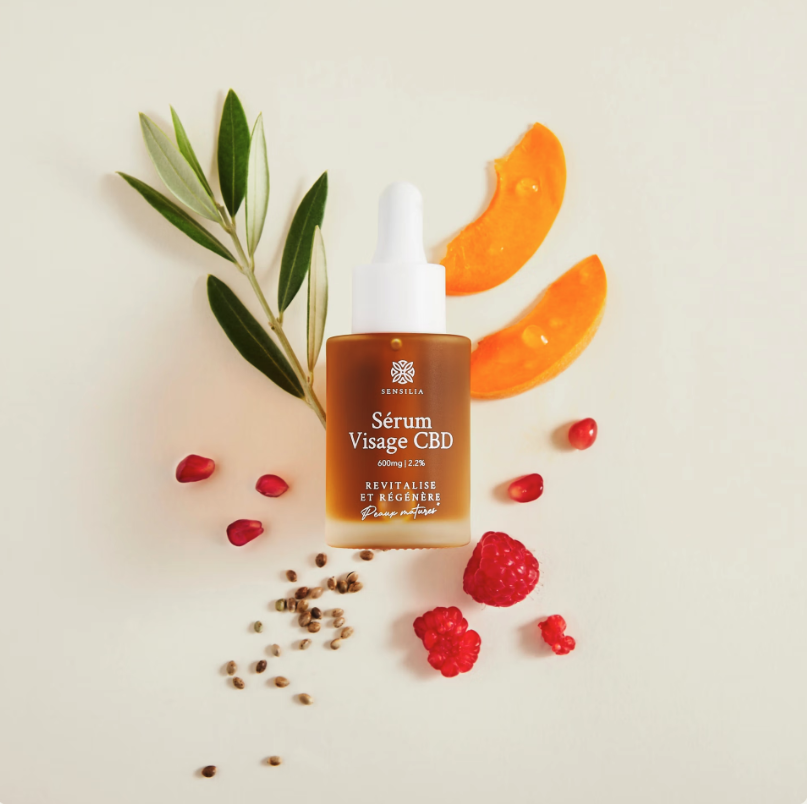 SENSILIA
Sérum
Visage CBD
600mg | 2.2%
REVITALISE
ET RÉGÉNÈRE
Peaux matures*